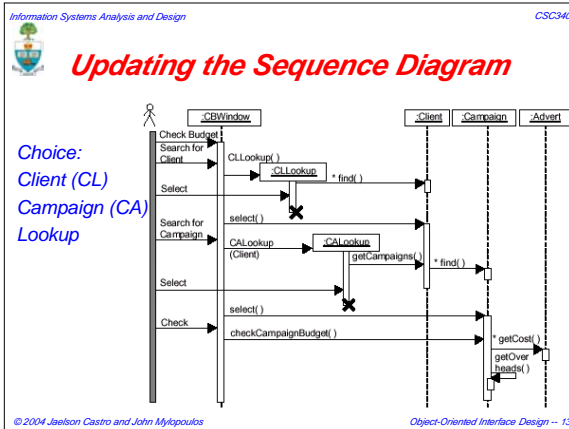 Information Systems Analysis and Design
CSC340
Updating the Sequence Diagram
:CBWindow
:Client
:Campaign
:Advert
Check Budget
Search for
Client
CLLookup( )
:CLLookup
* find( )
Select
Choice:
Client (CL)
Campaign (CA)
Lookup
select( )
Search for
Campaign
CALookup
(Client)
:CALookup
getCampaigns( )
* find( )
Select
select( )
Check
checkCampaignBudget( )
* getCost( )
getOver
heads( )
© 2004 Jaelson Castro and John Mylopoulos
Object-Oriented Interface Design -- 13